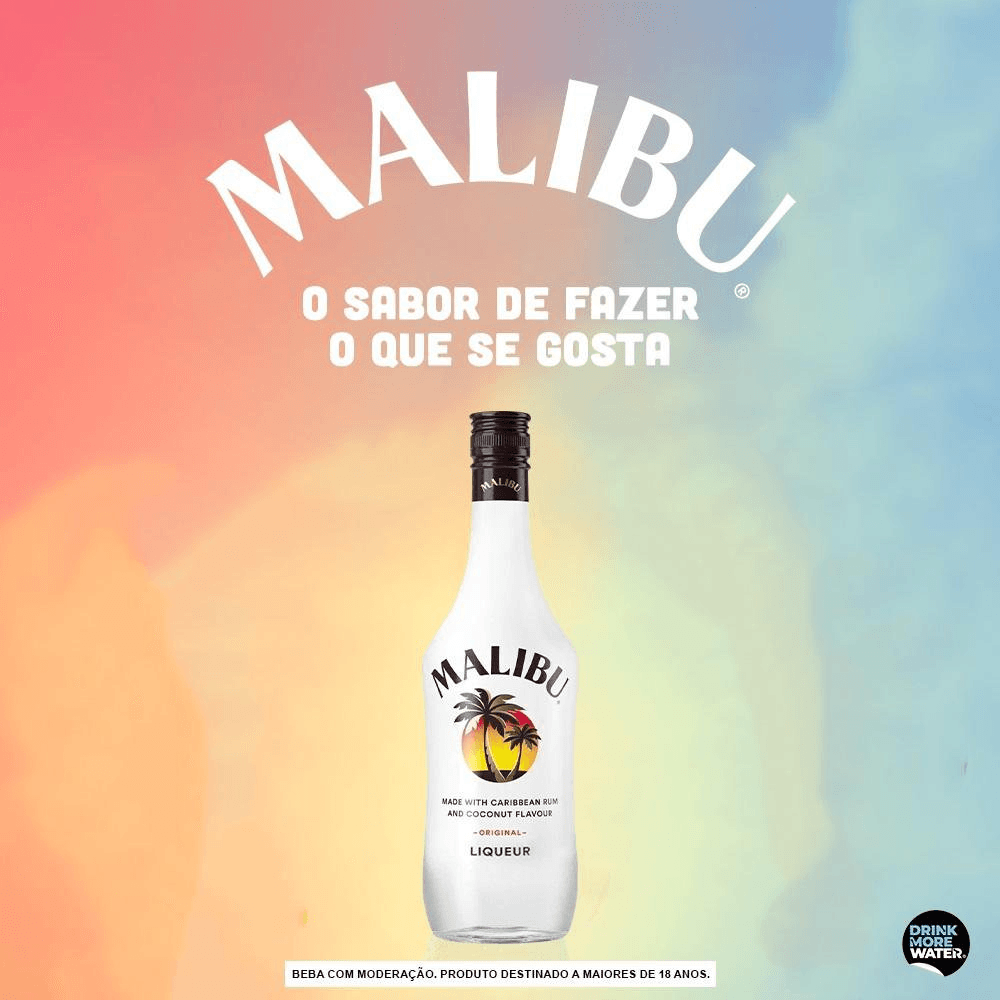 MALIBU®
O SABOR DE FAZER
O QUE SE GOSTA
MALIBU
MALIBU
MADE WITH CARIBBEAN RUM
AND COCONUT FLAVOUR
-ORIGINAL-
LIQUEUR
DRINK
MORE
WATER®
BEBA COM MODERAÇÃO. PRODUTO DESTINADO A MAIORES DE 18 ANOS.